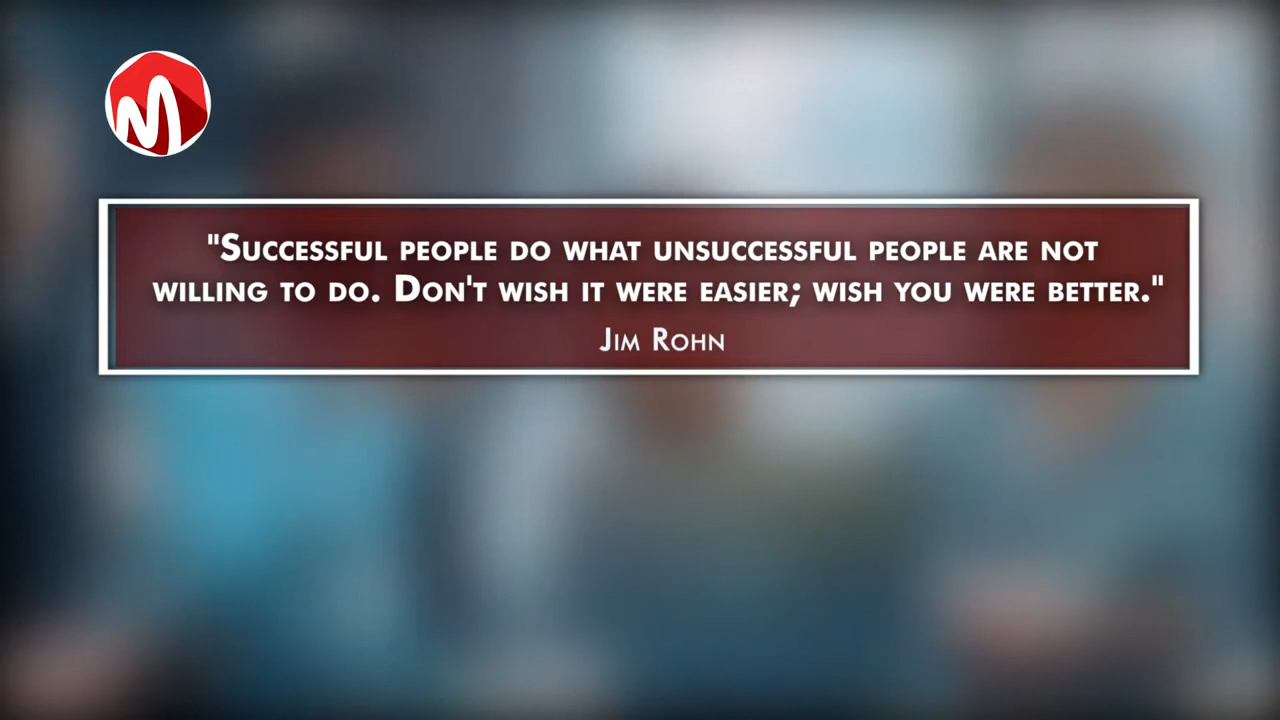 "Successful people do what unsuccessful people are not
willing to do. Don't wish it were easier; wish you were better."
Jim Rohn